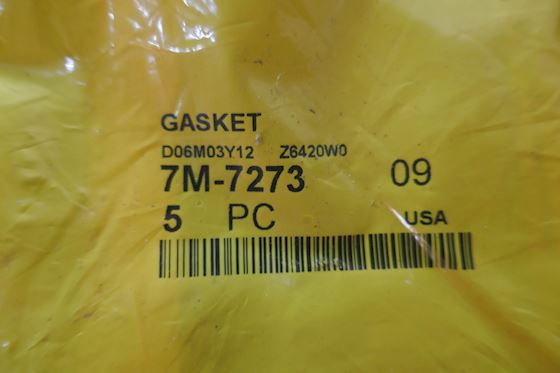 GASKET
D06M03Y12 Z6420W0
7M-7273 09
5 PC USA